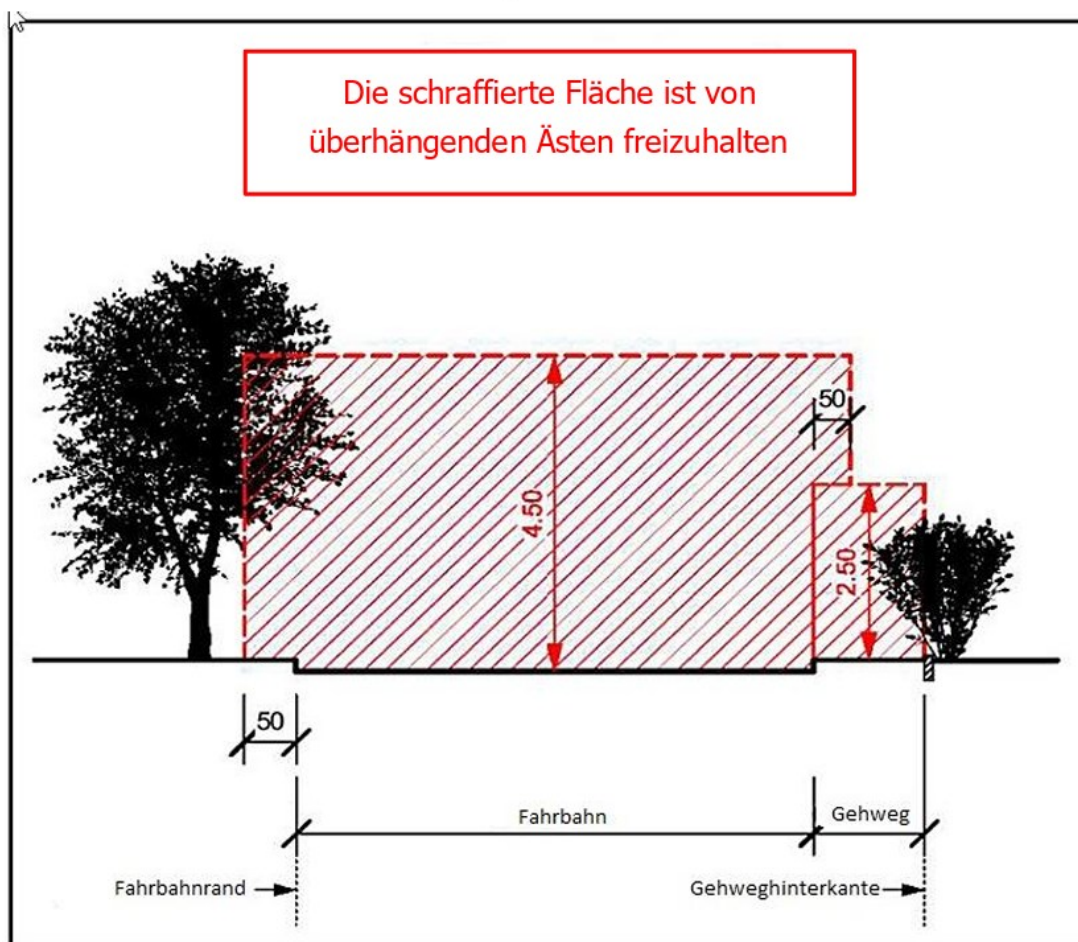 Die schraffierte Fläche ist von
überhängenden Ästen freizuhalten
50
4.50
2.50
50
Fahrbahn
Gehweg
Fahrbahnrand
Gehweghinterkante